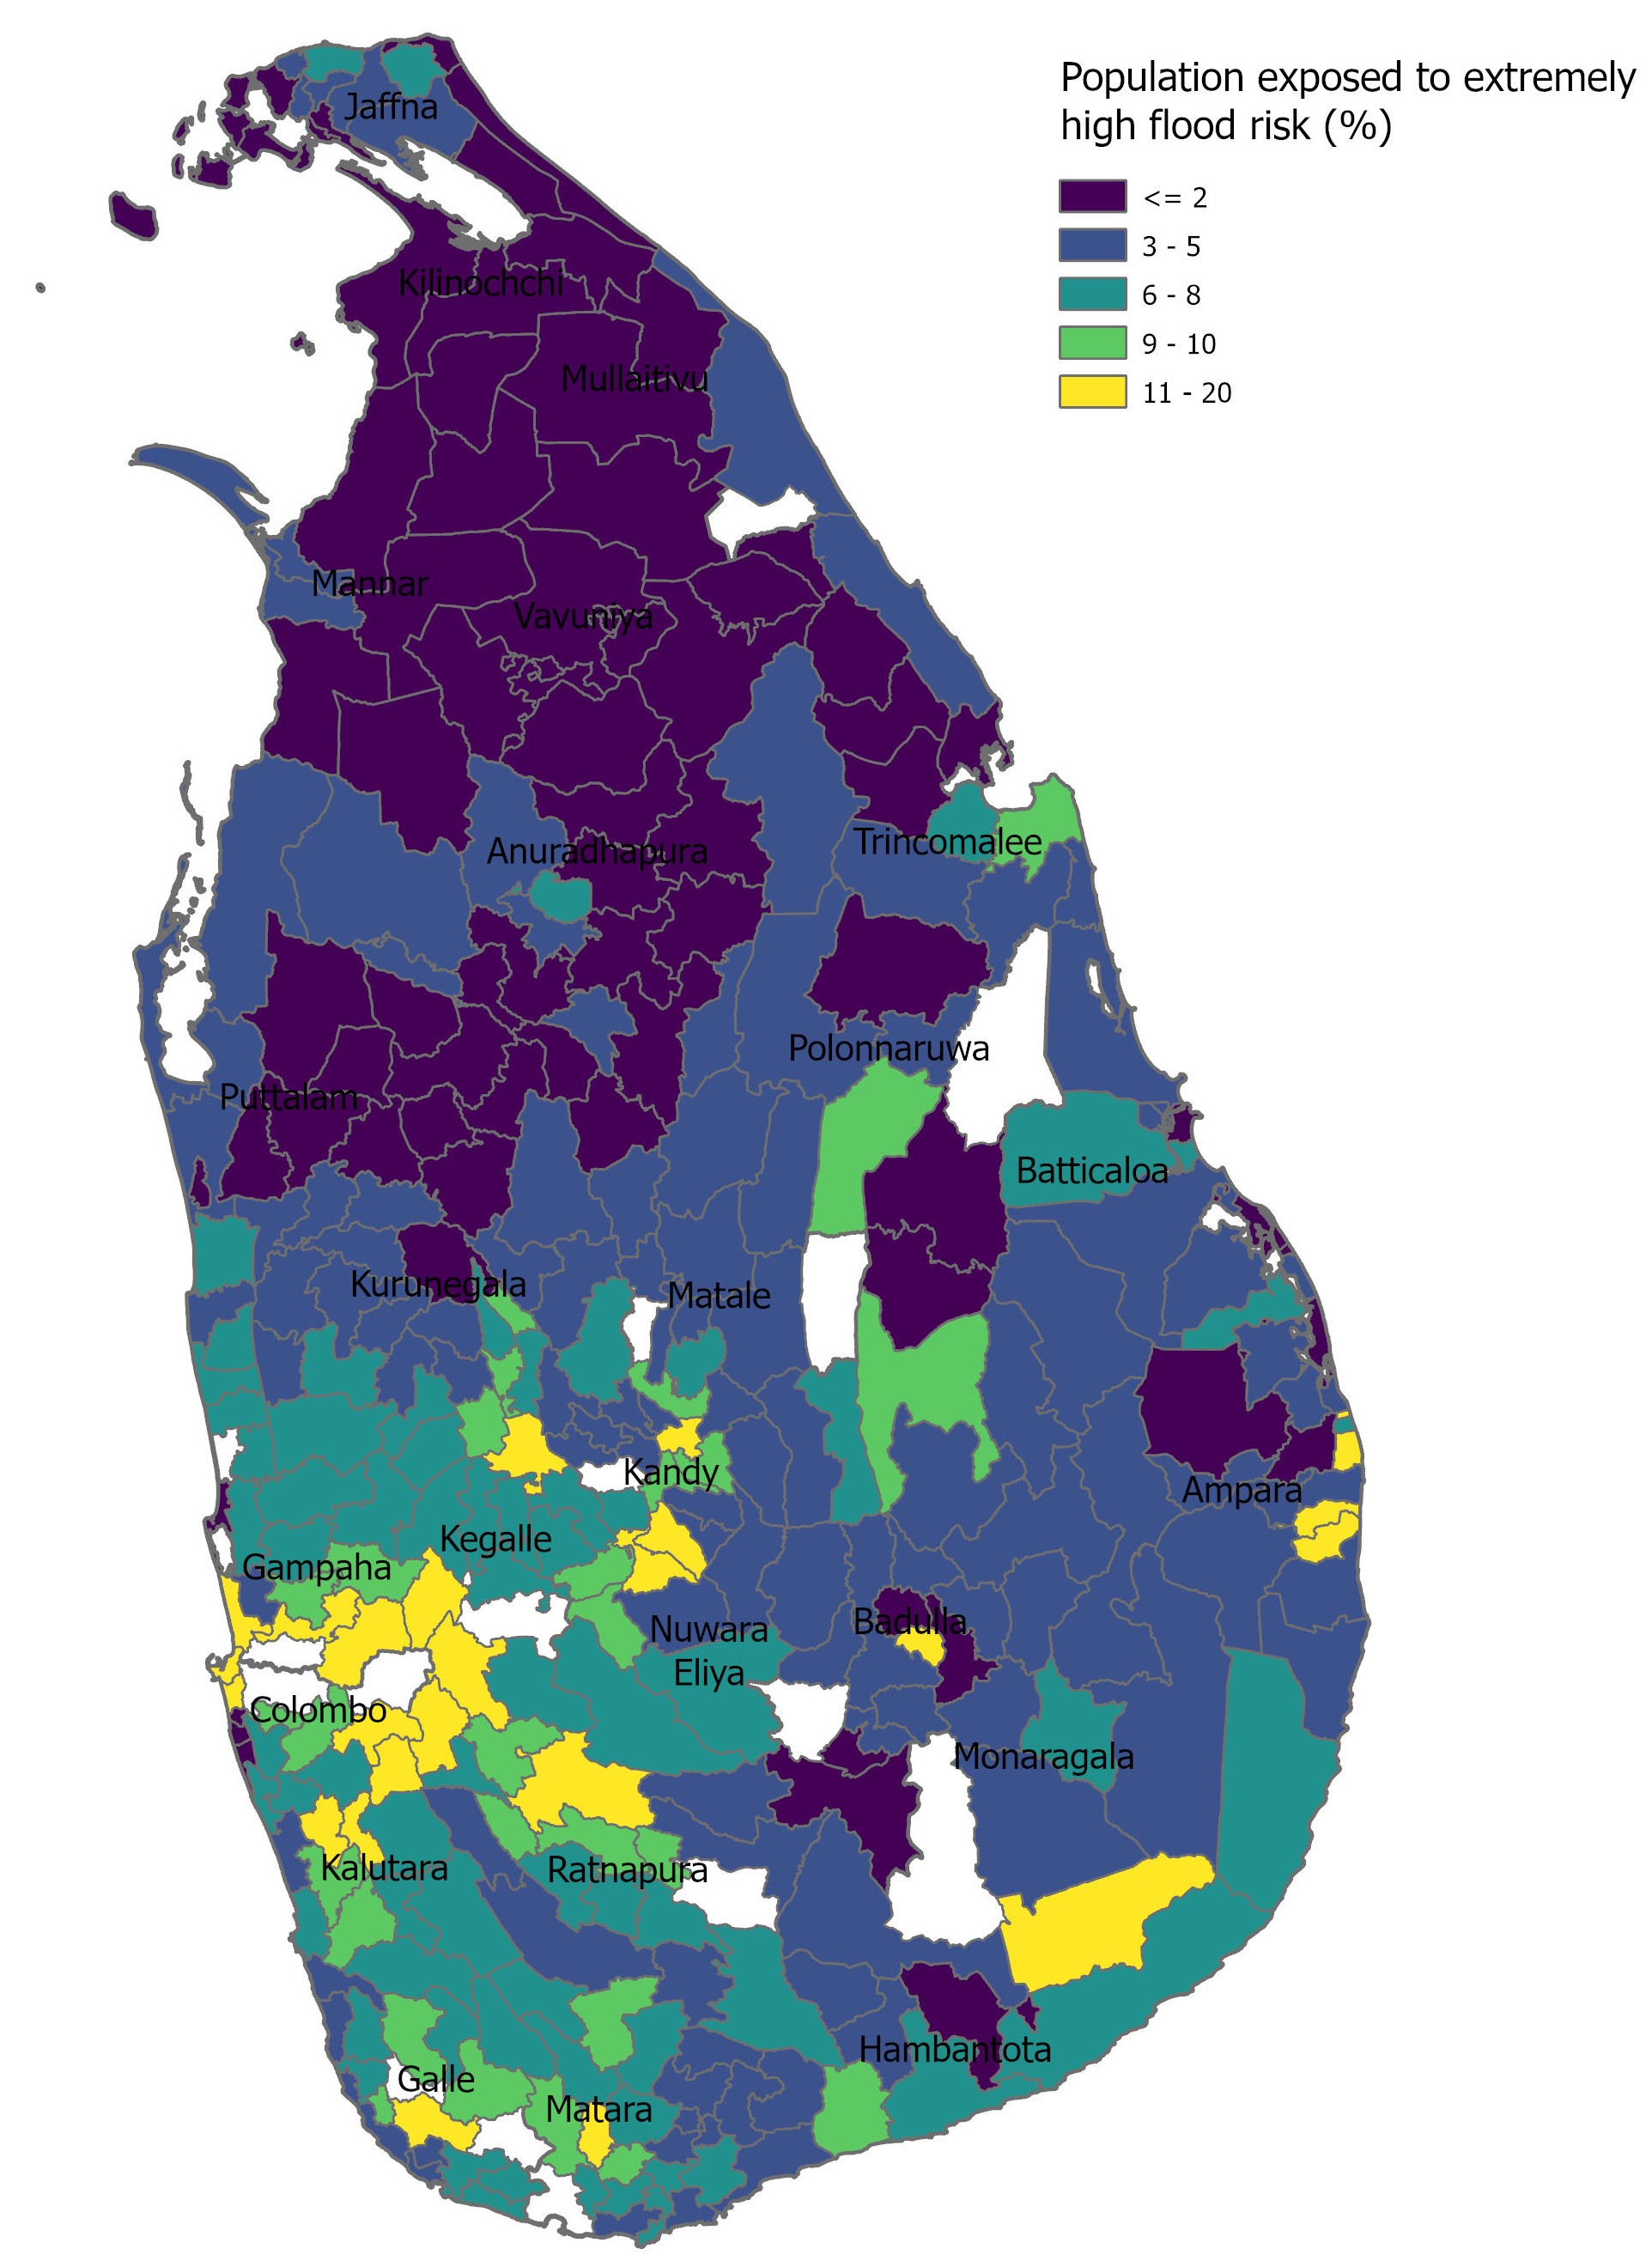 Population exposed to extremely
high flood risk (%)
<= 2
3 - 5
6 - 8
9 - 10
11 - 20
Jaffna
Kilinochchi
Mullaitivu
Mannar
Vavuniya
Anuradhapura
Trincomalee
Polonnaruwa
Puttalam
Batticaloa
Kurunegala
Matale
Kandy
Ampara
Kegalle
Gampaha
Badulla
Nuwara
Eliya
Colombo
Monaragala
Kalutara
Ratnapura
Hambantota
Galle
Matara